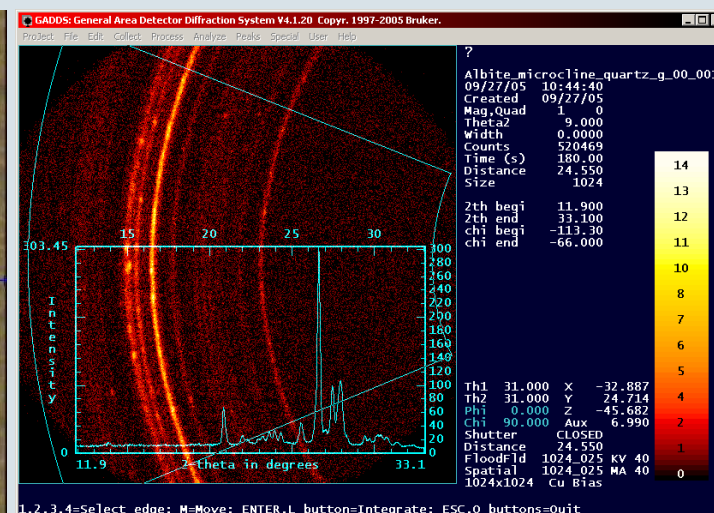 GADDS: General Area Detector Diffraction System V4.1.20 Copyr. 1997-2005 Bruker.
ProJect File Edit Collect Process Analyze Peaks Special User Help
?
Albite_microcline_quartz_g_00_001
09/27/05 10:44:40
Created 09/27/05
Mag,Quad 1 0
Theta2 9.000
Width 0.0000
Counts 520469
Time (s) 180.00
Distance 24.550
Size 1024
2th begi 11.900
2th end 33.100
chi begi -113.30
chi end -66.000
14
13
12
11
10
8
7
6
5
4
2
1
0
15 20 25 30
303.45
300
280
260
240
220
200
180
160
140
120
100
80
60
40
20
0
Intensity
0
11.9 2-theta in degrees 33.1
Th1 31.000 X -32.887
Th2 31.000 Y 24.714
Phi 0.000 Z -45.682
Chi 90.000 Aux 6.990
Shutter CLOSED
Distance 24.550
FloodFld 1024_025 KV 40
Spatial 1024_025 MA 40
1024x1024 Cu Bias
1,2,3,4=Select edge; M=Move; ENTER,L button=Integrate; ESC,Q buttons=Quit